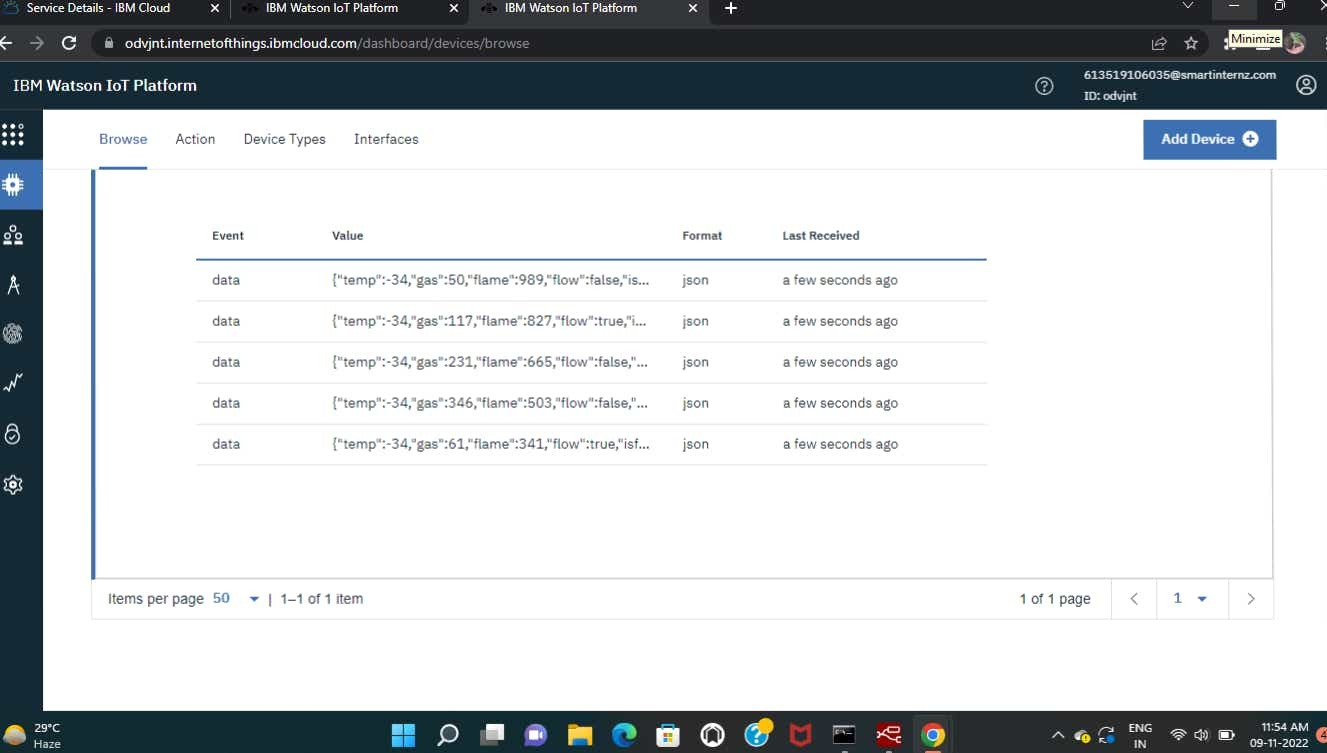 Service Details - IBM Cloud
IBM Watson IoT Platform
IBM Watson IoT Platform
odvjnt.internetofthings.ibmcloud.com/dashboard/devices/browse
Minimize
IBM Watson IoT Platform
613519106035@smartinternz.com
ID: odvjnt
Browse Action Device Types Interfaces
Add Device
Event Value Format Last Received
data {"temp":-34,"gas":50,"flame":989,"flow":false,"is... json a few seconds ago
data {"temp":-34,"gas":117,"flame":827,"flow":true,"i... json a few seconds ago
data {"temp":-34,"gas":231,"flame":665,"flow":false,"... json a few seconds ago
data {"temp":-34,"gas":346,"flame":503,"flow":false,"... json a few seconds ago
data {"temp":-34,"gas":61,"flame":341,"flow":true,"isf... json a few seconds ago
Items per page 50 | 1–1 of 1 item 1 of 1 page 1
29°C
Haze
ENG
IN
11:54 AM
09-11-2022
4